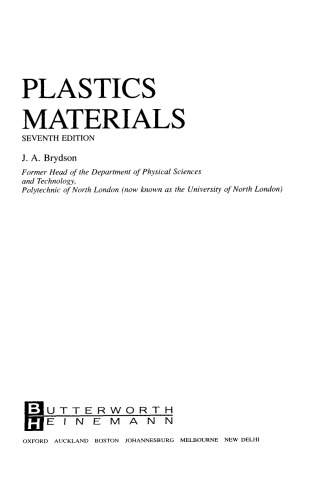 PLASTICS
MATERIALS
SEVENTH EDITION
J. A. Brydson
Former Head of the Department of Physical Sciences
and Technology,
Polytechnic of North London (now known as the University of North London)
BUTTERWORTH
HEINEMANN
OXFORD AUCKLAND BOSTON JOHANNESBURG MELBOURNE NEW DELHI